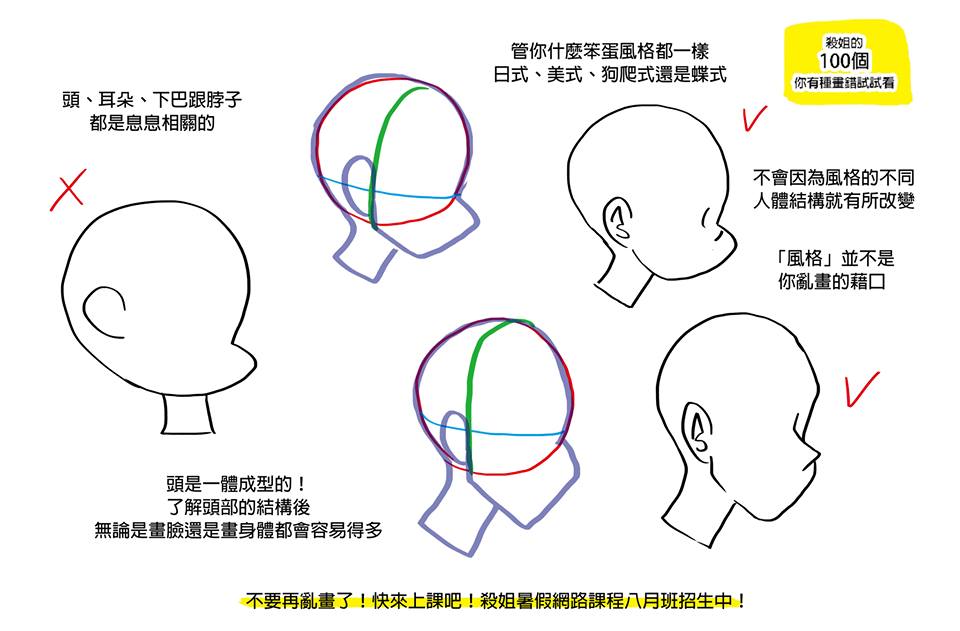 頭、耳朵、下巴跟脖子
都是息息相關的
管你什麼笨蛋風格都一樣
日式、美式、狗爬式還是蝶式
殺姐的
100個
你有種畫錯試試看
不會因為風格的不同
人體結構就有所改變
「風格」並不是
你亂畫的藉口
頭是一體成型的！
了解頭部的結構後
無論是畫臉還是畫身體都會容易得多
不要再亂畫了！快來上課吧！殺姐暑假網路課程八月班招生中！